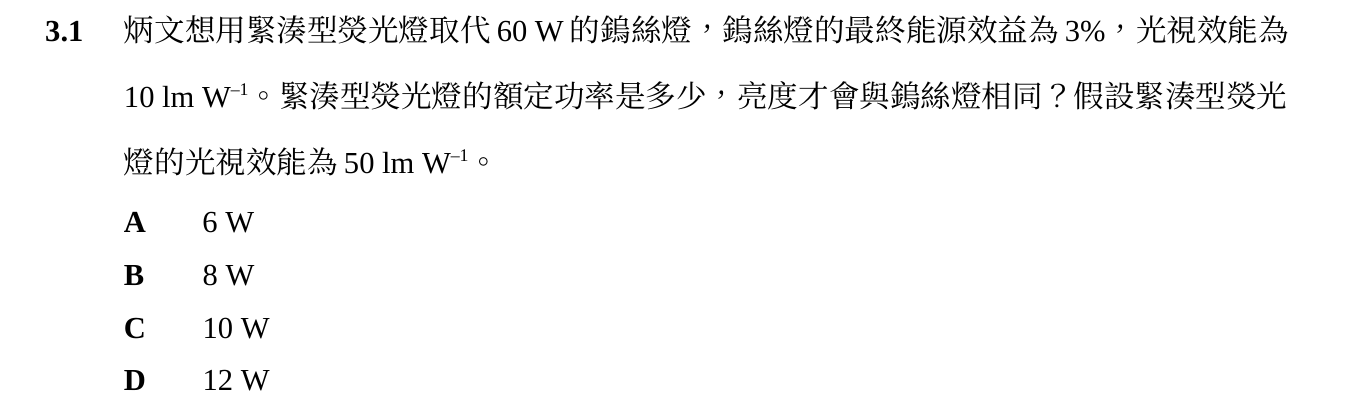 3.1 炳文想用緊湊型熒光燈取代 60 W 的鎢絲燈，鎢絲燈的最終能源效益為 3%，光視效能為
10 lm W⁻¹。緊湊型熒光燈的額定功率是多少，亮度才會與鎢絲燈相同？假設緊湊型熒光
燈的光視效能為 50 lm W⁻¹。
A 6 W
B 8 W
C 10 W
D 12 W